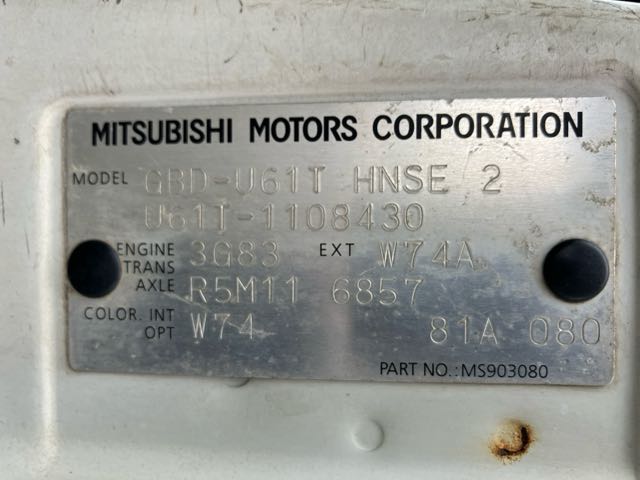 MITSUBISHI MOTORS CORPORATION
MODEL GBD-U61T HNSE 2
U61T-1108430
ENGINE 3G83 EXT W74A
TRANS
AXLE R5M11 6857
COLOR. INT W74
OPT 81A 080
PART NO.:MS903080